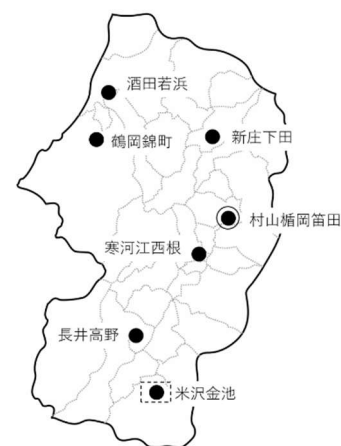 酒田若浜
鶴岡錦町
新庄下田
村山楯岡笛田
寒河江西根
長井高野
米沢金池